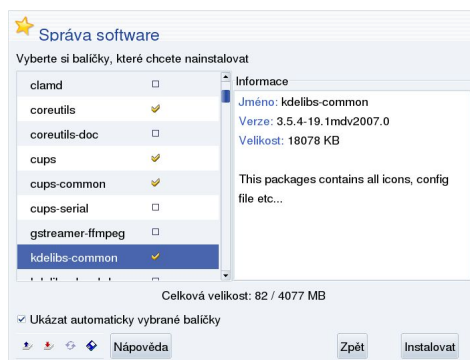 Správa software
Vyberte si balíčky, které chcete nainstalovat
clamd
coreutils
coreutils-doc
cups
cups-common
cups-serial
gstreamer-ffmpeg
kdelibs-common
Informace
Jméno: kdelibs-common
Verze: 3.5.4-19.1mdv2007.0
Velikost: 18078 KB
This packages contains all icons, config
file etc...
Celková velikost: 82 / 4077 MB
Ukázat automaticky vybrané balíčky
Nápověda
Zpět
Instalovat